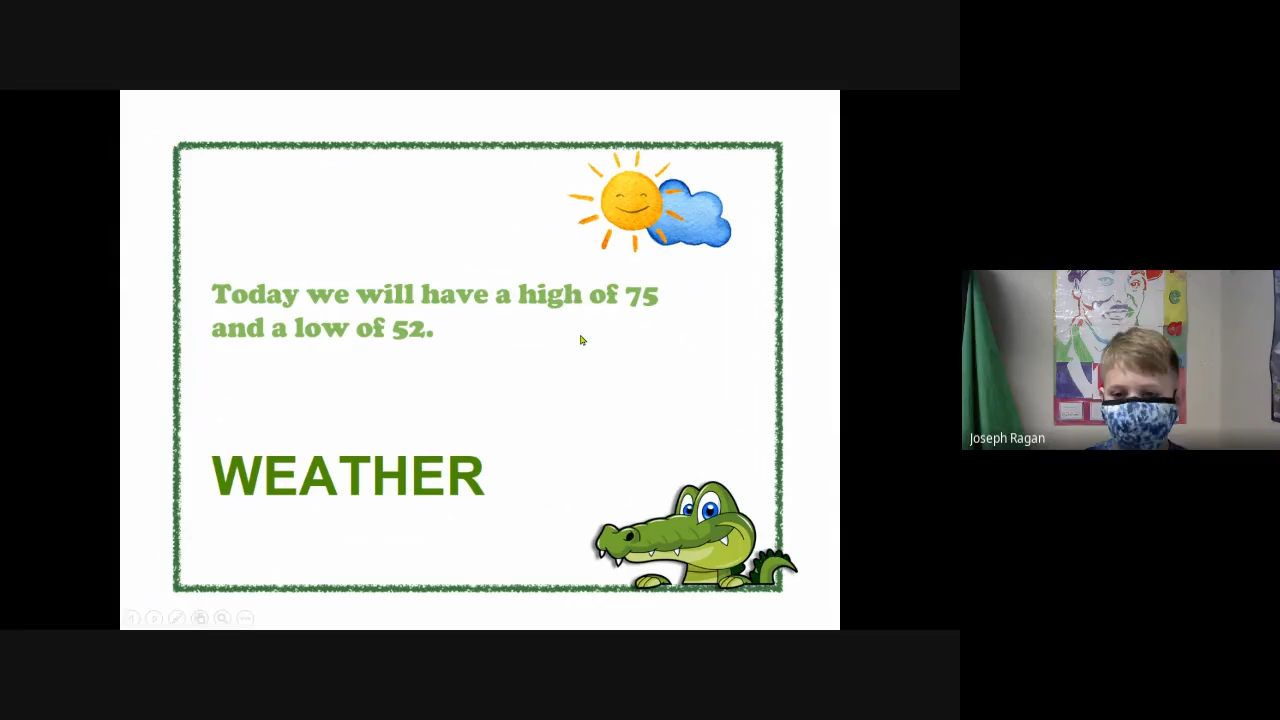 Today we will have a high of 75
and a low of 52.
WEATHER
Joseph Ragan